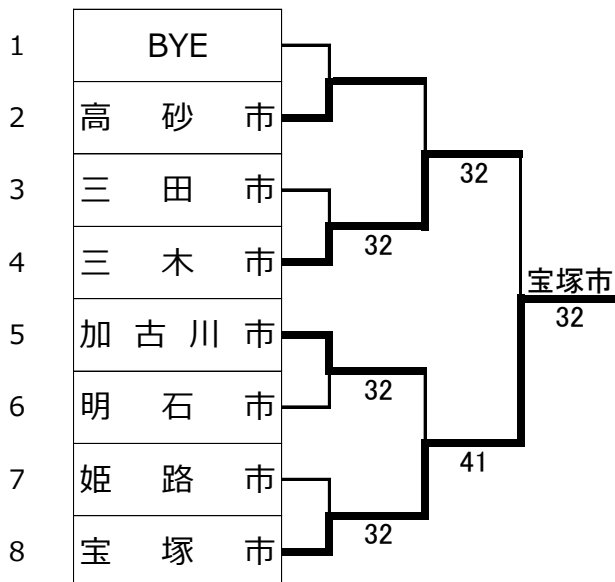 1 BYE
2 高砂市
3 三田市
4 三木市
5 加古川市
6 明石市
7 姫路市
8 宝塚市
32
32
32
32
41
宝塚市
32